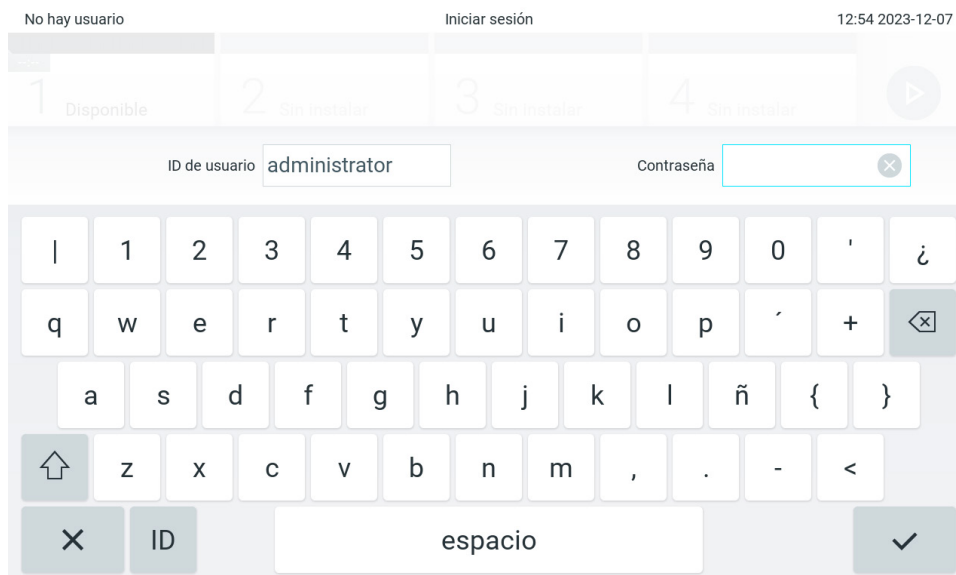 No hay usuario Iniciar sesión 12:54 2023-12-07
1 Disponible 2 Sin instalar 3 Sin instalar 4 Sin instalar
ID de usuario administrator Contraseña
| 1 2 3 4 5 6 7 8 9 0 ' ¿
q w e r t y u i o p ´ +
a s d f g h j k l ñ { }
z x c v b n m , . - <
ID espacio